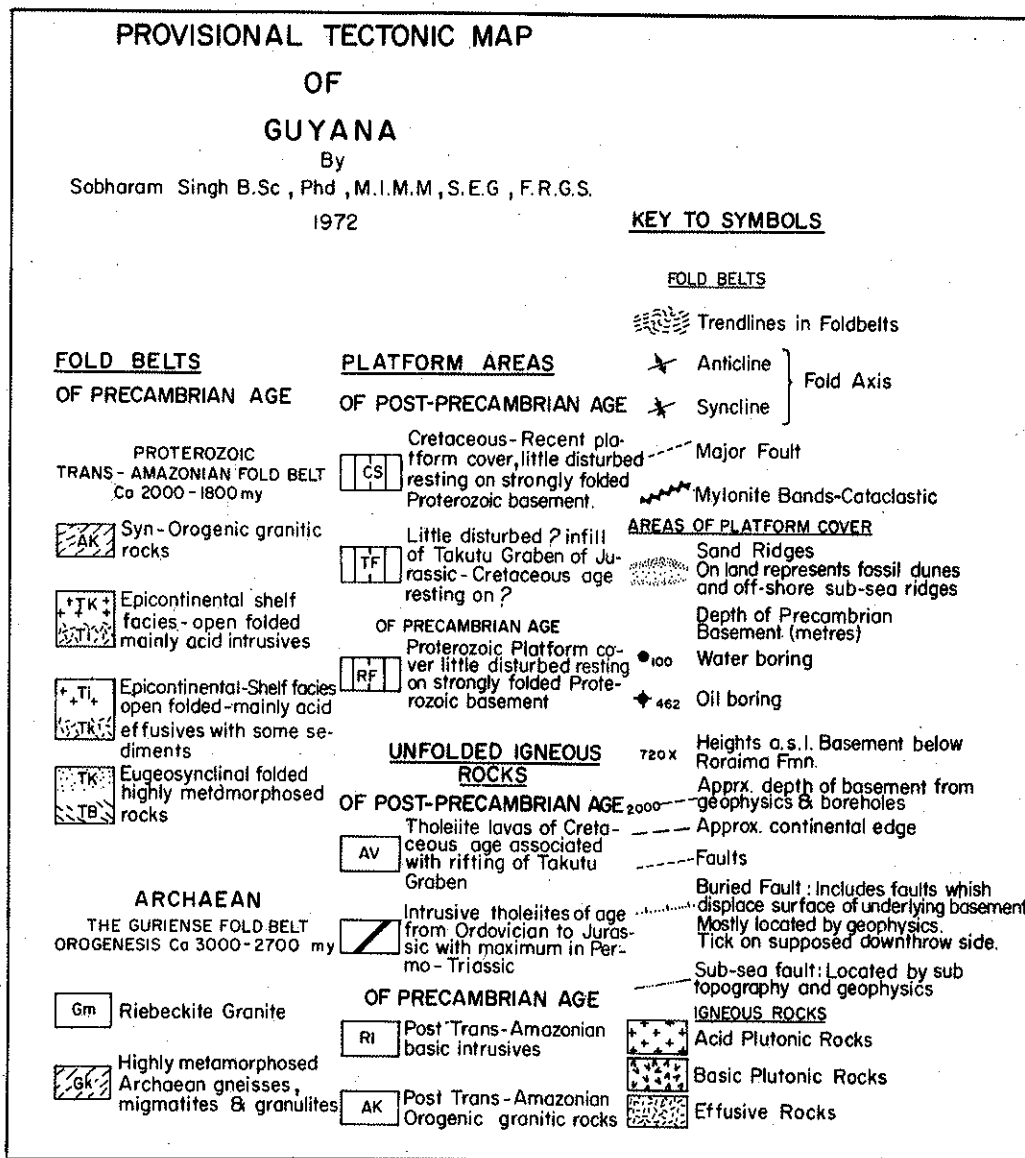 PROVISIONAL TECTONIC MAP
OF
GUYANA
By
Sobharam Singh B.Sc , Phd , M.I.M.M , S.E.G , F.R.G.S.
1972
FOLD BELTS
OF PRECAMBRIAN AGE
PROTEROZOIC
TRANS - AMAZONIAN FOLD BELT
Ca 2000 - 1800 my
AK
Syn - Orogenic granitic
rocks
TK
Ti
Epicontinental shelf
facies - open folded
mainly acid intrusives
Ti
Tk
Epicontinental-Shelf facies
open folded-mainly acid
effusives with some se-
diments
TK
TB
Eugeosynclinal folded
highly metamorphosed
rocks
ARCHAEAN
THE GURIENSE FOLD BELT
OROGENESIS Ca 3000-2700 my
Gm
Riebeckite Granite
Gk
Highly metamorphosed
Archaean gneisses,
migmatites & granulites
PLATFORM AREAS
OF POST-PRECAMBRIAN AGE
CS
Cretaceous - Recent pla-
tform cover, little disturbed
resting on strongly folded
Proterozoic basement.
TF
Little disturbed ? infill
of Takutu Graben of Ju-
rassic - Cretaceous age
resting on ?
OF PRECAMBRIAN AGE
RF
Proterozoic Platform co-
ver little disturbed resting
on strongly folded Prote-
rozoic basement
UNFOLDED IGNEOUS
ROCKS
OF POST-PRECAMBRIAN AGE
AV
Tholeiite lavas of Creta-
ceous age associated
with rifting of Takutu
Graben
Intrusive tholeiites of age
from Ordovician to Juras-
sic with maximum in Per-
mo - Triassic
OF PRECAMBRIAN AGE
RI
Post Trans-Amazonian
basic intrusives
AK
Post Trans-Amazonian
Orogenic granitic rocks
KEY TO SYMBOLS
FOLD BELTS
Trendlines in Foldbelts
Anticline
Syncline
Fold Axis
Major Fault
Mylonite Bands-Cataclastic
AREAS OF PLATFORM COVER
Sand Ridges
On land represents fossil dunes
and off-shore sub-sea ridges
Depth of Precambrian
Basement (metres)
100 Water boring
462 Oil boring
720 X Heights a.s.l. Basement below
Roraima Fmn.
2000 Apprx. depth of basement from
geophysics & boreholes
Approx. continental edge
Faults
Buried Fault : Includes faults whish
displace surface of underlying basement
Mostly located by geophysics.
Tick on supposed downthrow side.
Sub-sea fault: Located by sub
topography and geophysics
IGNEOUS ROCKS
Acid Plutonic Rocks
Basic Plutonic Rocks
Effusive Rocks